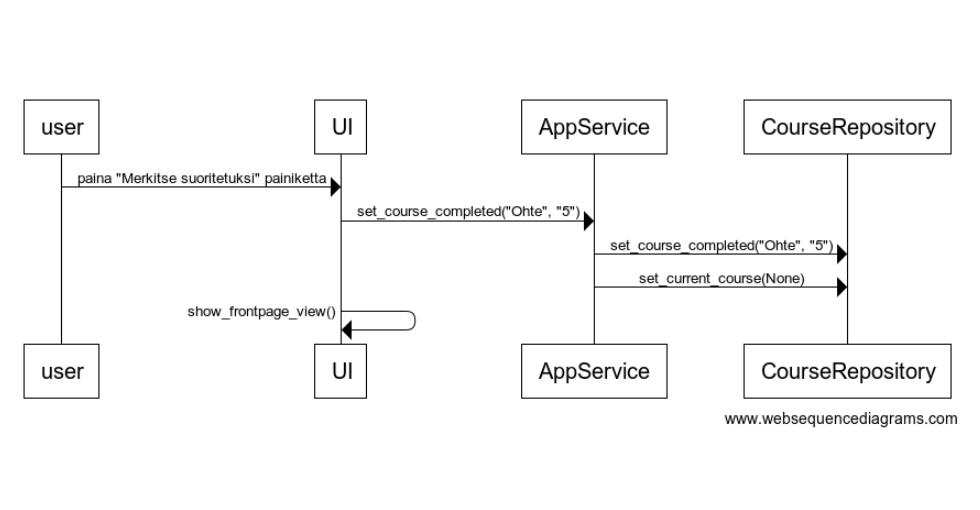 user UI AppService CourseRepository
paina "Merkitse suoritetuksi" painiketta
set_course_completed("Ohte", "5")
set_course_completed("Ohte", "5")
set_current_course(None)
show_frontpage_view()
user UI AppService CourseRepository
www.websequencediagrams.com